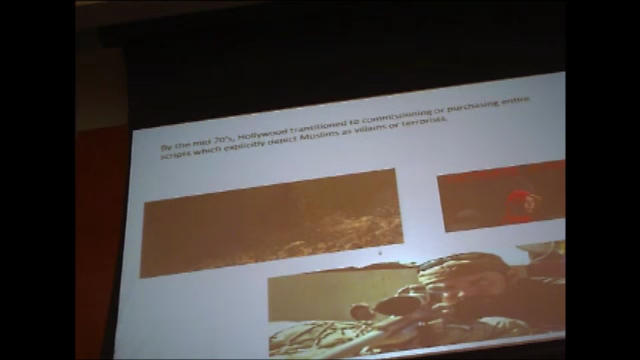 By the mid 70's, Hollywood transitioned to commissioning or purchasing entire
scripts which explicitly depict Muslims as villains or terrorists.